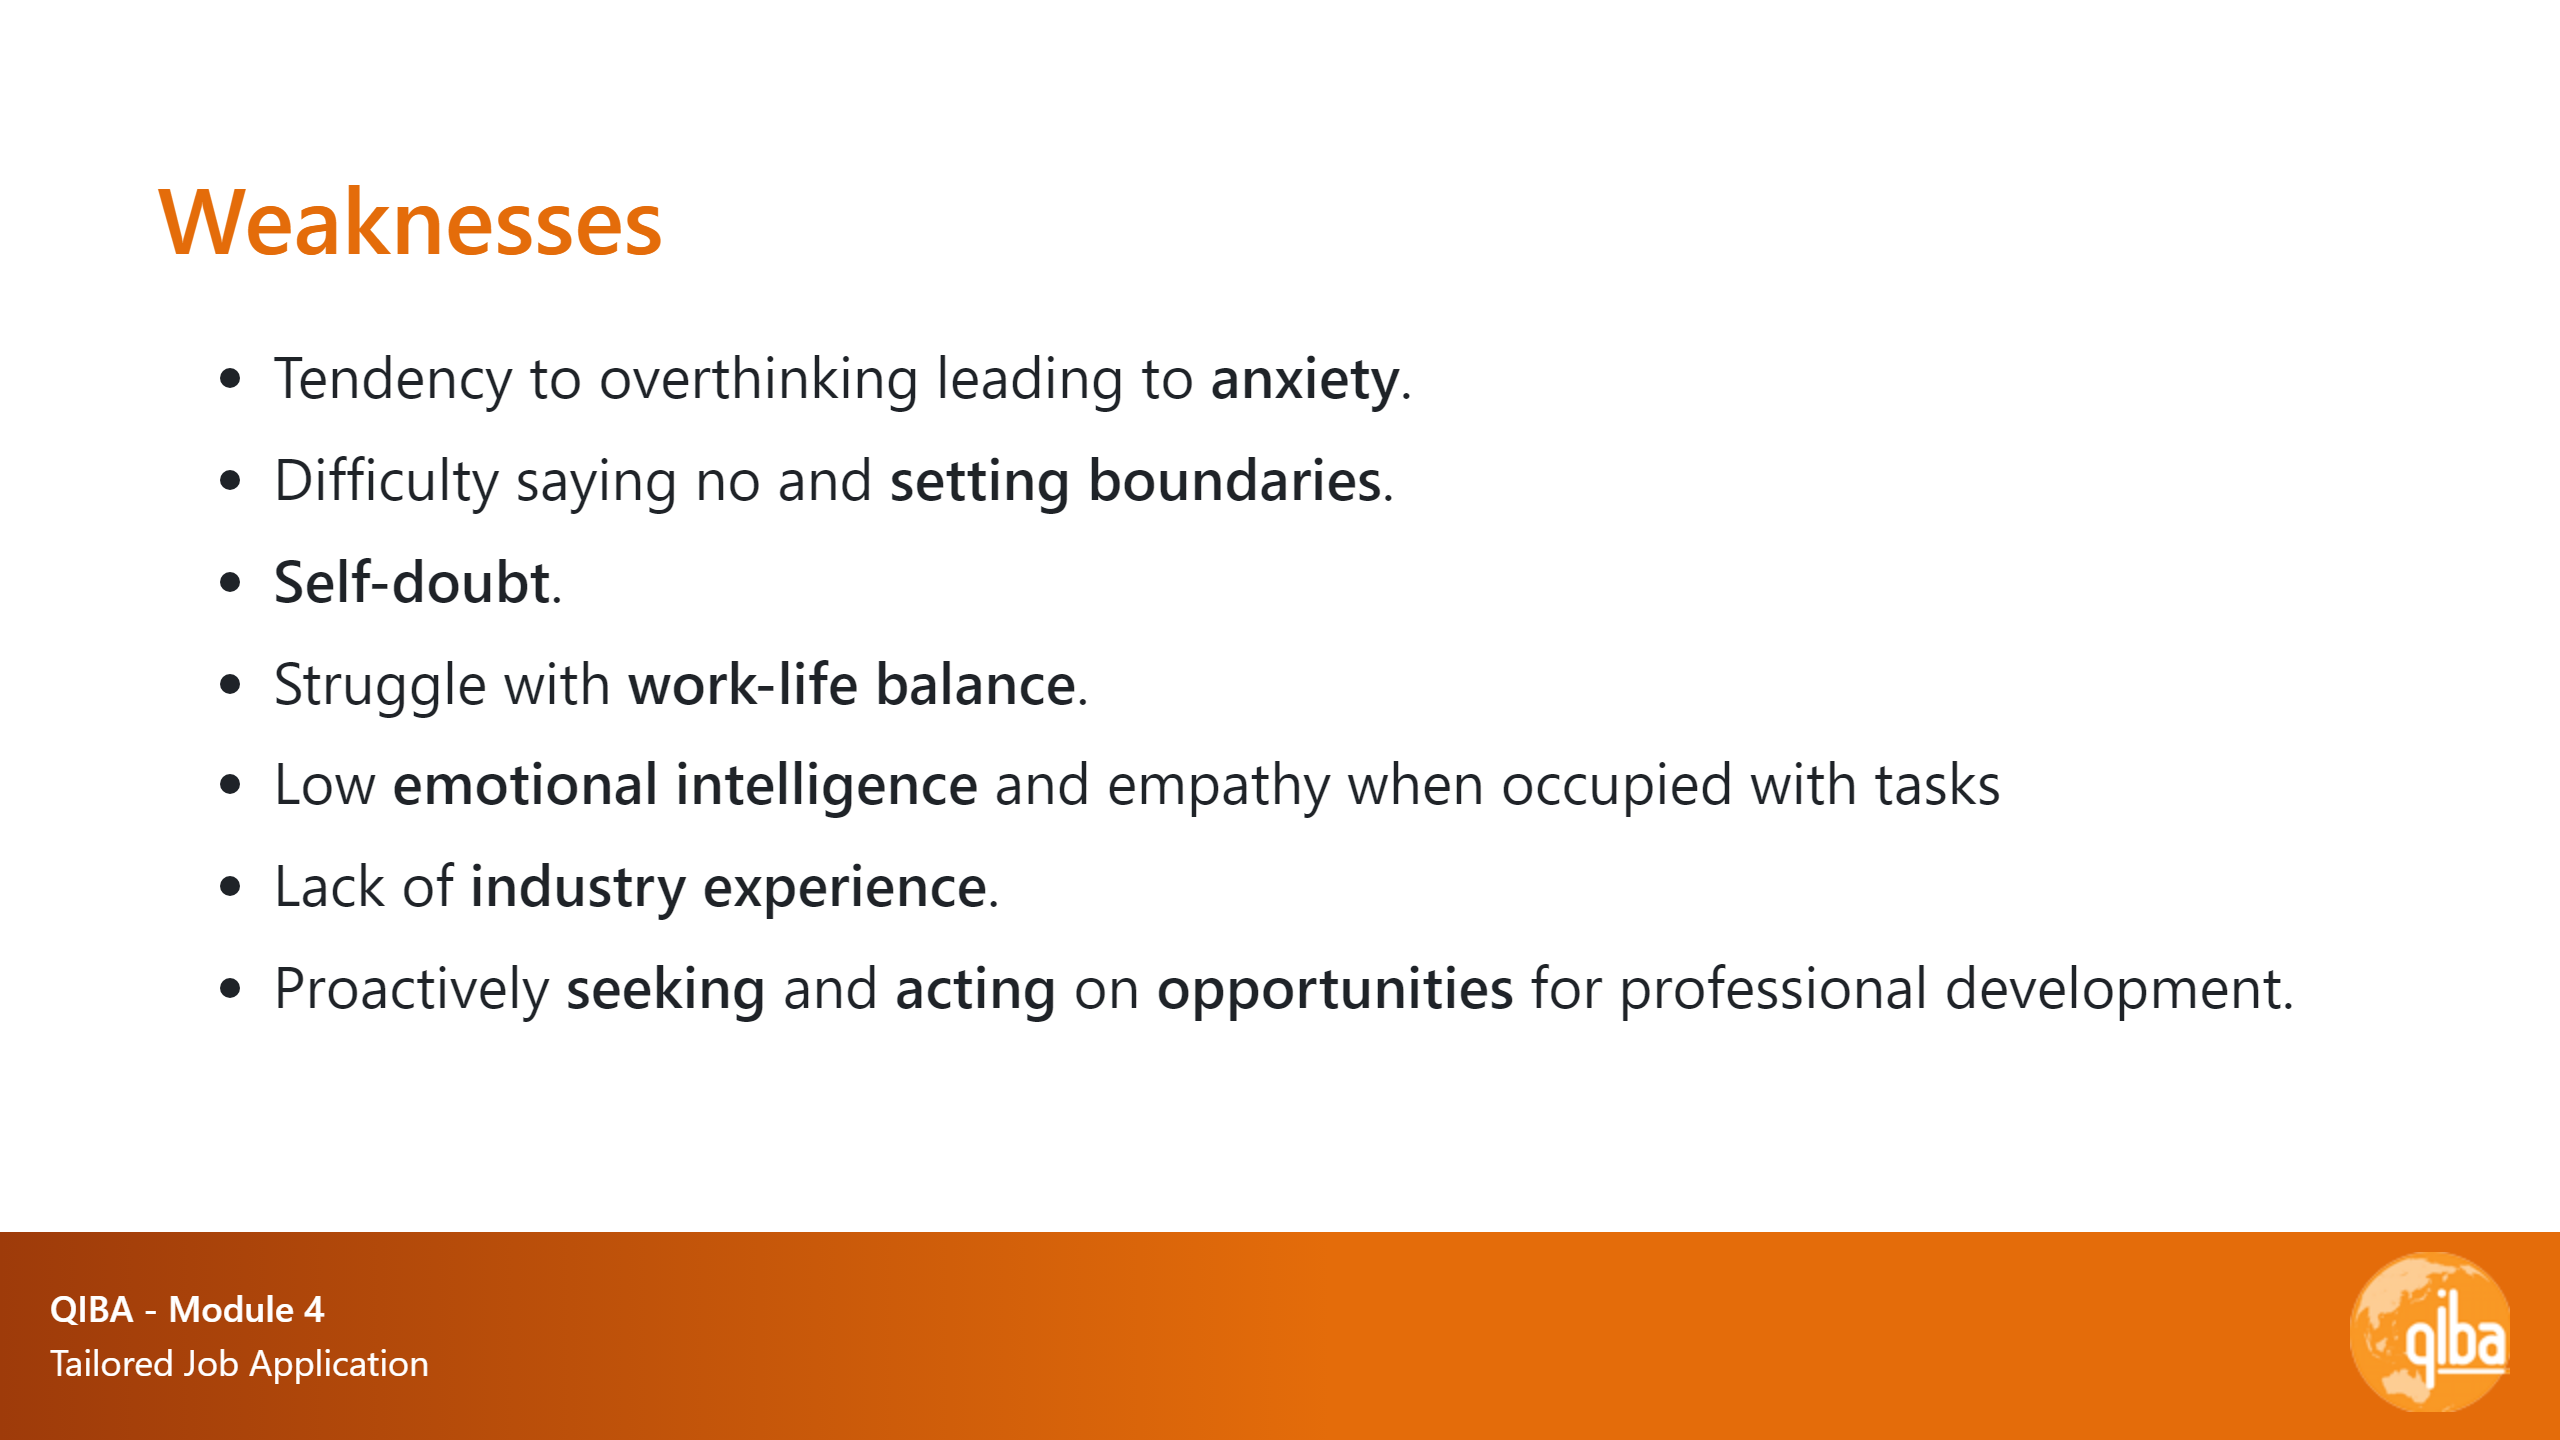 Weaknesses
• Tendency to overthinking leading to anxiety.
• Difficulty saying no and setting boundaries.
• Self-doubt.
• Struggle with work-life balance.
• Low emotional intelligence and empathy when occupied with tasks
• Lack of industry experience.
• Proactively seeking and acting on opportunities for professional development.
QIBA - Module 4
Tailored Job Application
qiba